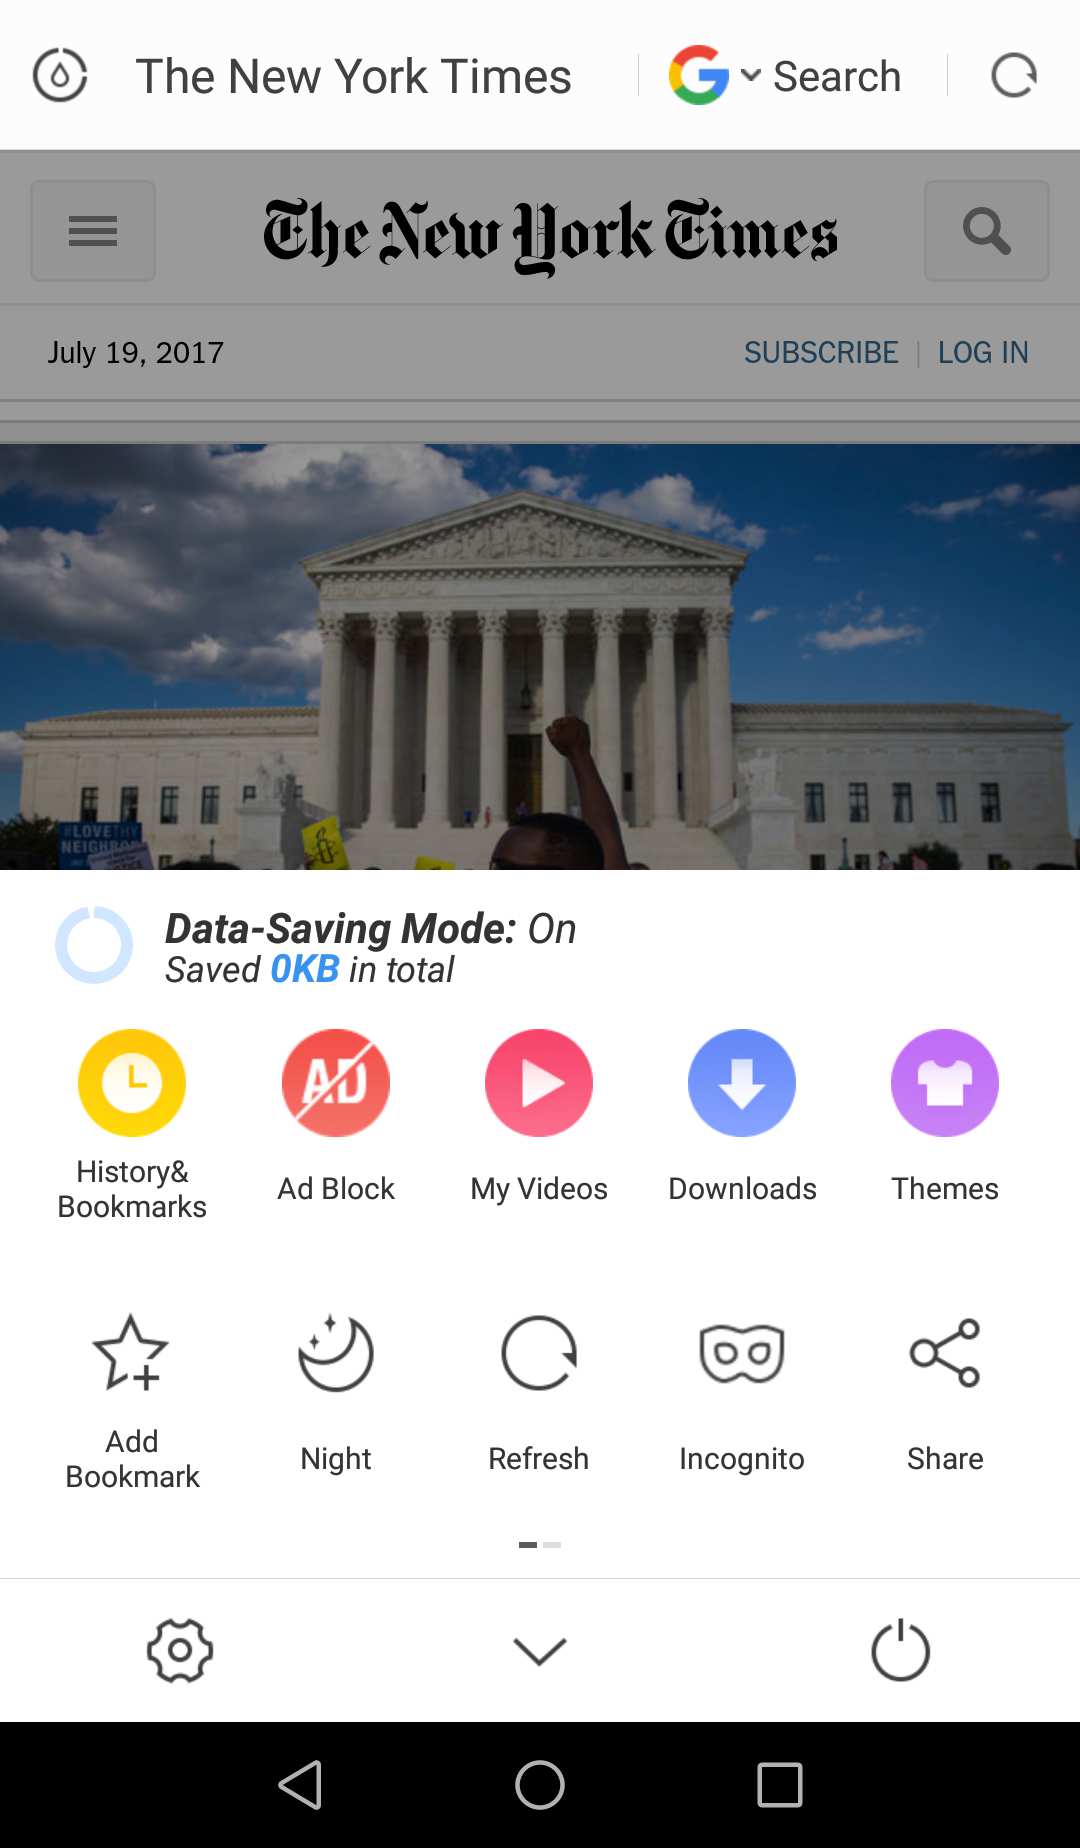 The New York Times
Search
The New York Times
July 19, 2017
SUBSCRIBE | LOG IN
#LOVETHY
NEIGHBOR
Data-Saving Mode: On
Saved 0KB in total
AD
History&
Bookmarks
Ad Block
My Videos
Downloads
Themes
Add
Bookmark
Night
Refresh
Incognito
Share